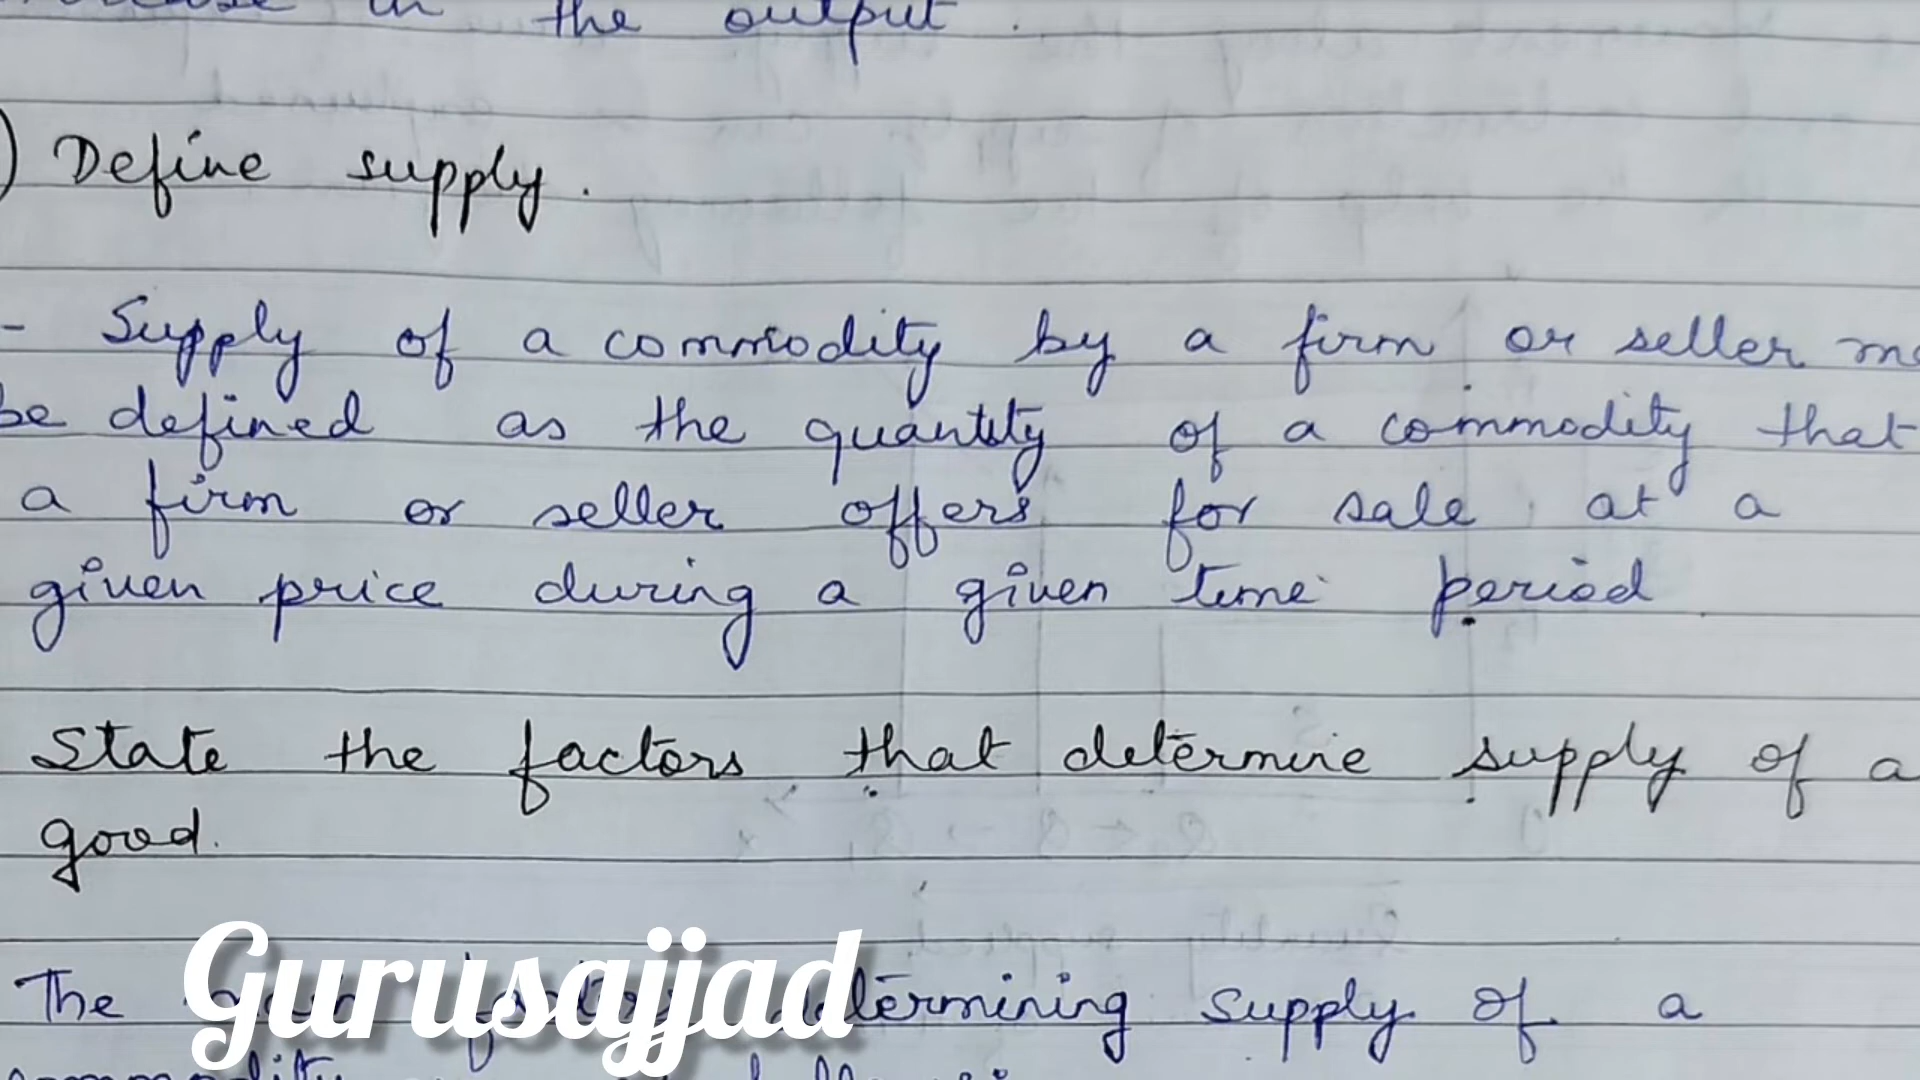 in the output.
) Define supply.
- Supply of a commodity by a firm or seller
be defined as the quantity of a commodity that
a firm or seller offers for sale at a
given price during a given time period
State the factors that determine supply of a
good.
The determining supply of a
Gurusajjad